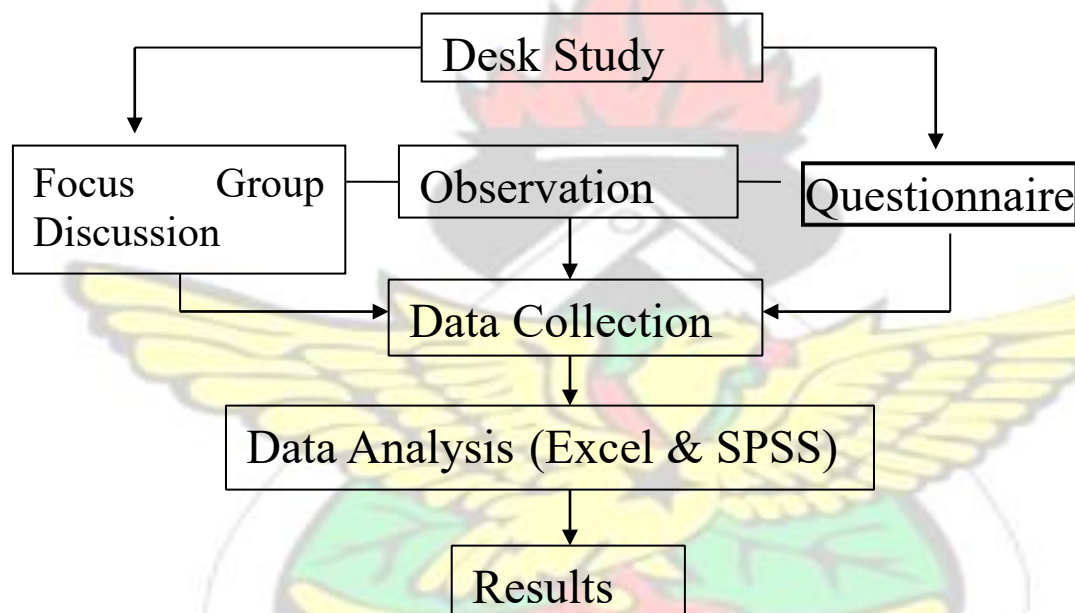 Desk Study
Focus Group
Discussion
Observation
Questionnaire
Data Collection
Data Analysis (Excel & SPSS)
Results